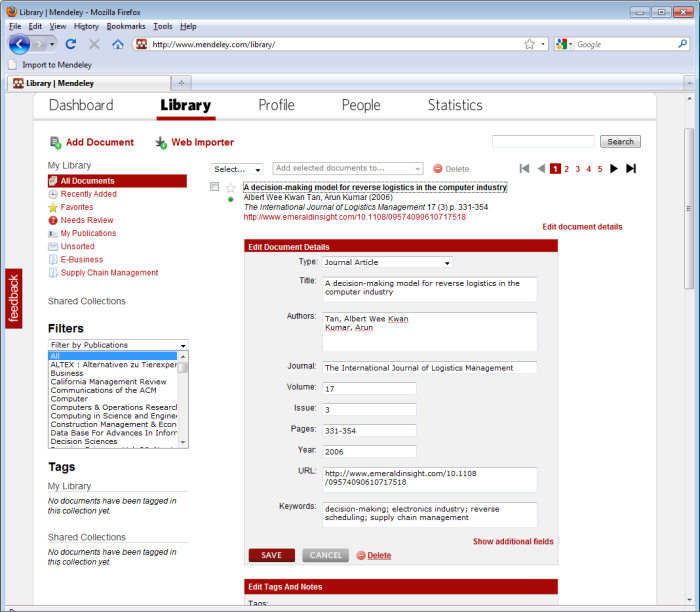 Library | Mendeley - Mozilla Firefox
File Edit View History Bookmarks Tools Help
http://www.mendeley.com/library/
Google
Import to Mendeley
Library | Mendeley
Dashboard Library Profile People Statistics
Add Document Web Importer
Search
My Library
Select... Add selected documents to... Delete 1 2 3 4 5
All Documents
Recently Added
Favorites
Needs Review
My Publications
Unsorted
E-Business
Supply Chain Management
A decision-making model for reverse logistics in the computer industry
Albert Wee Kwan Tan, Arun Kumar (2006)
The International Journal of Logistics Management 17 (3) p. 331-354
http://www.emeraldinsight.com/10.1108/09574090610717518
Edit document details
feedback
Shared Collections
Filters
Filter by Publications
All
ALTEX : Alternativen zu Tierexper
Business
California Management Review
Communications of the ACM
Computer
Computers & Operations Research
Computing in Science and Enginee
Construction Management & Econ
Data Base For Advances In Inform
Decision Sciences
Tags
My Library
No documents have been tagged in
this collection yet.
Shared Collections
No documents have been tagged in
this collection yet.
Edit Document Details
Type: Journal Article
Title: A decision-making model for reverse logistics in the
computer industry
Authors: Tan, Albert Wee Kwan
Kumar, Arun
Journal: The International Journal of Logistics Management
Volume: 17
Issue: 3
Pages: 331-354
Year: 2006
URL: http://www.emeraldinsight.com/10.1108
/09574090610717518
Keywords: decision-making; electronics industry; reverse
scheduling; supply chain management
Show additional fields
SAVE CANCEL Delete
Edit Tags And Notes
Tags: